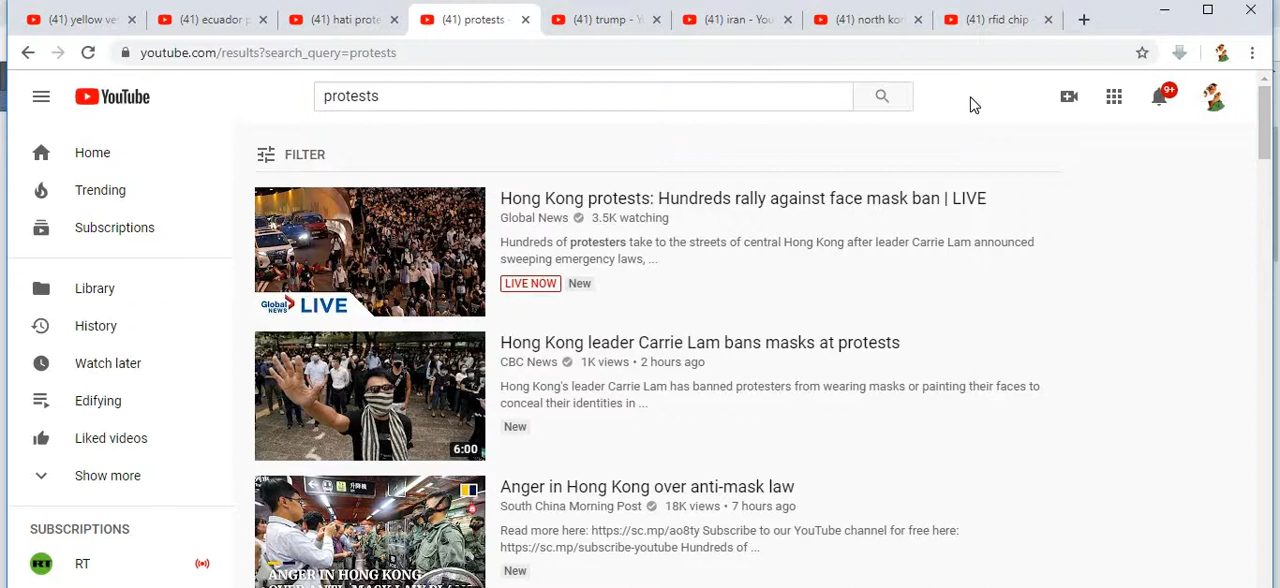 (41) yellow ve
(41) ecuador p
(41) hati prote
(41) protests -
(41) trump - Y
(41) iran - You
(41) north ko
(41) rfid chip
youtube.com/results?search_query=protests
YouTube
protests
9+
Home
Trending
Subscriptions
Library
History
Watch later
Edifying
Liked videos
Show more
SUBSCRIPTIONS
RT
RT
FILTER
Global NEWS LIVE
Hong Kong protests: Hundreds rally against face mask ban | LIVE
Global News 3.5K watching
Hundreds of protesters take to the streets of central Hong Kong after leader Carrie Lam announced
sweeping emergency laws, ...
LIVE NOW New
6:00
Hong Kong leader Carrie Lam bans masks at protests
CBC News 1K views • 2 hours ago
Hong Kong's leader Carrie Lam has banned protesters from wearing masks or painting their faces to
conceal their identities in ...
New
ANGER IN HONG KONG
Anger in Hong Kong over anti-mask law
South China Morning Post 18K views • 7 hours ago
Read more here: https://sc.mp/ao8ty Subscribe to our YouTube channel for free here:
https://sc.mp/subscribe-youtube Hundreds of ...
New